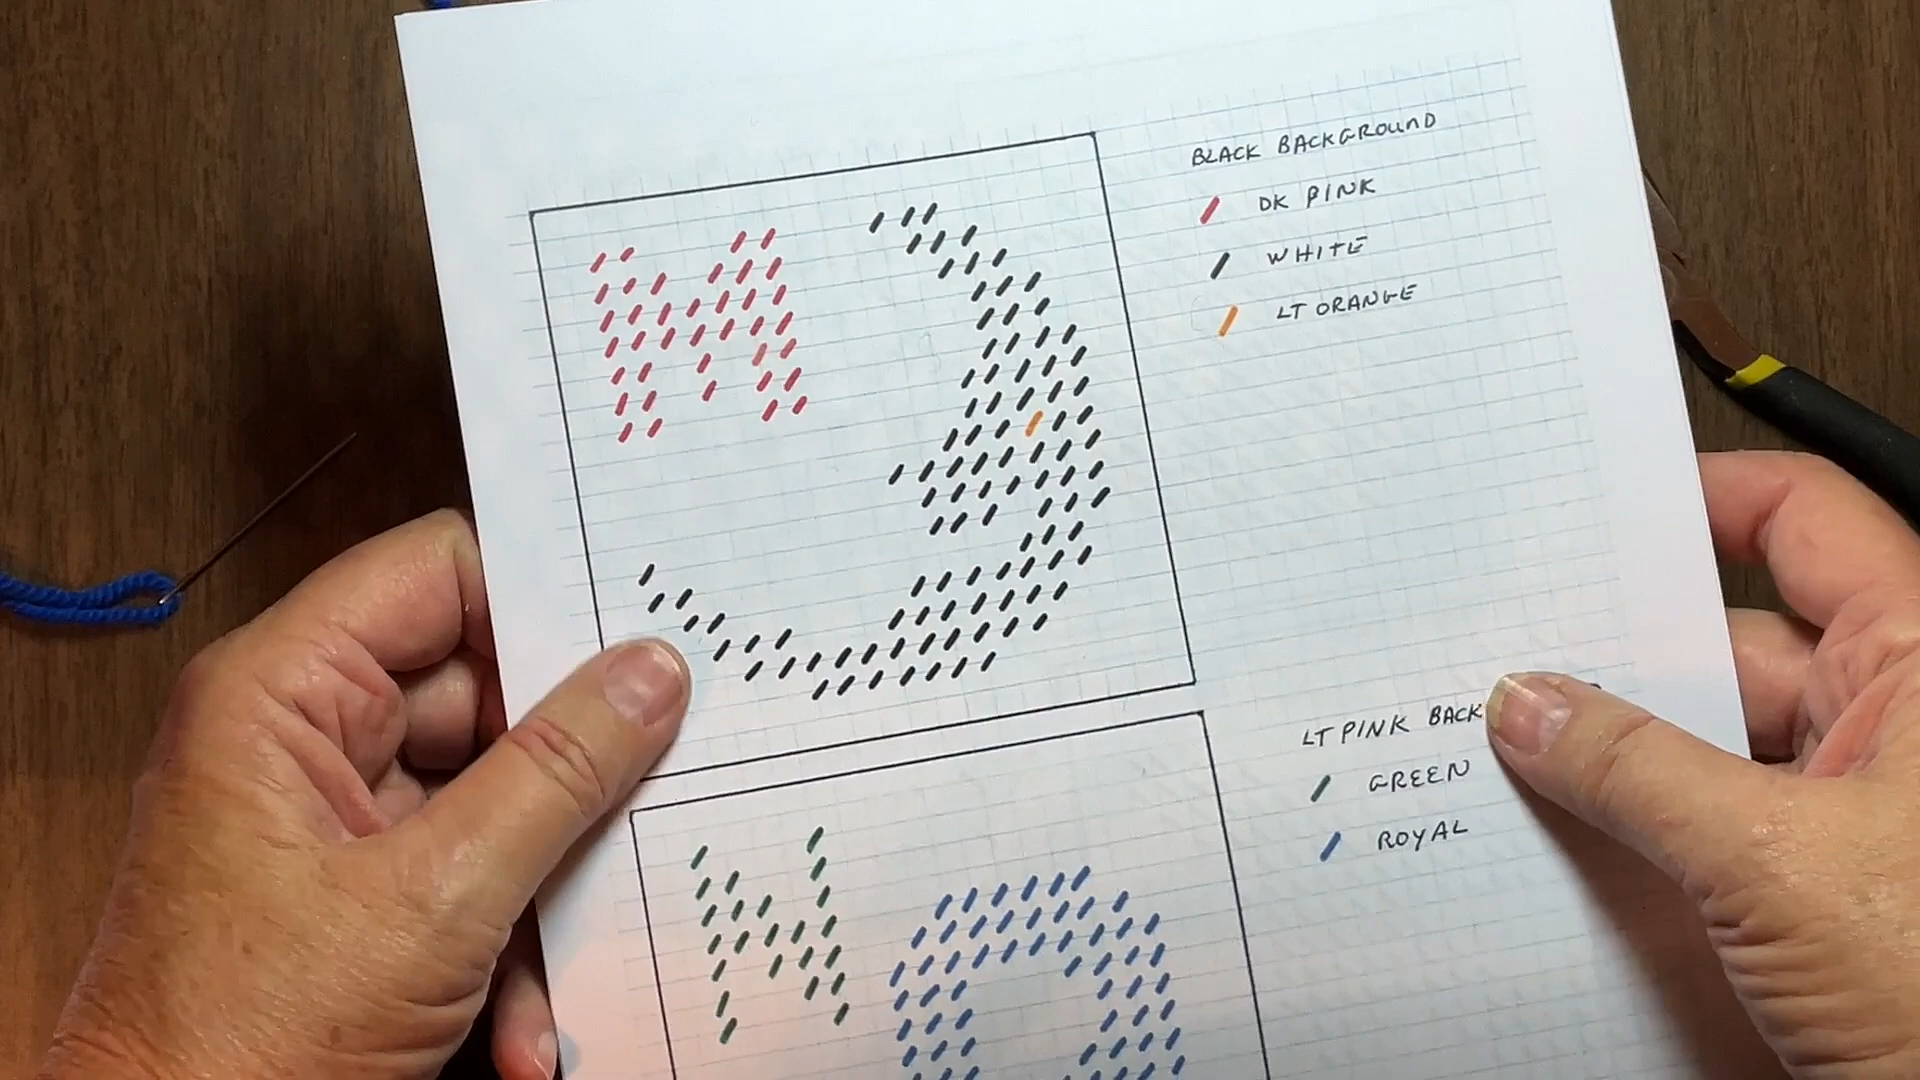 BLACK BACKGROUND
DK PINK
WHITE
LT ORANGE
M
LT PINK BACK
GREEN
ROYAL
N